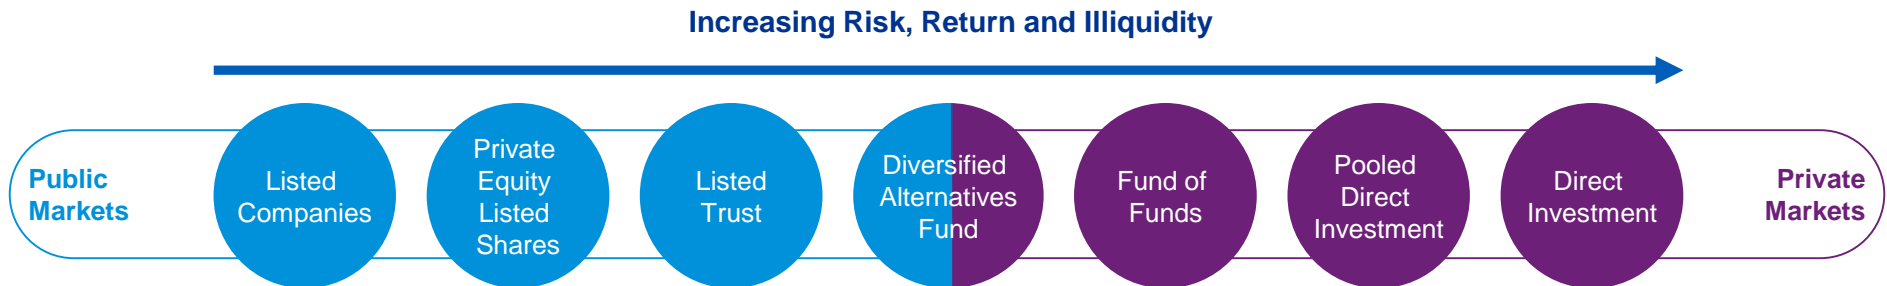 Increasing Risk, Return and Illiquidity
Public
Markets
Listed
Companies
Private
Equity
Listed
Shares
Listed
Trust
Diversified
Alternatives
Fund
Fund of
Funds
Pooled
Direct
Investment
Direct
Investment
Private
Markets